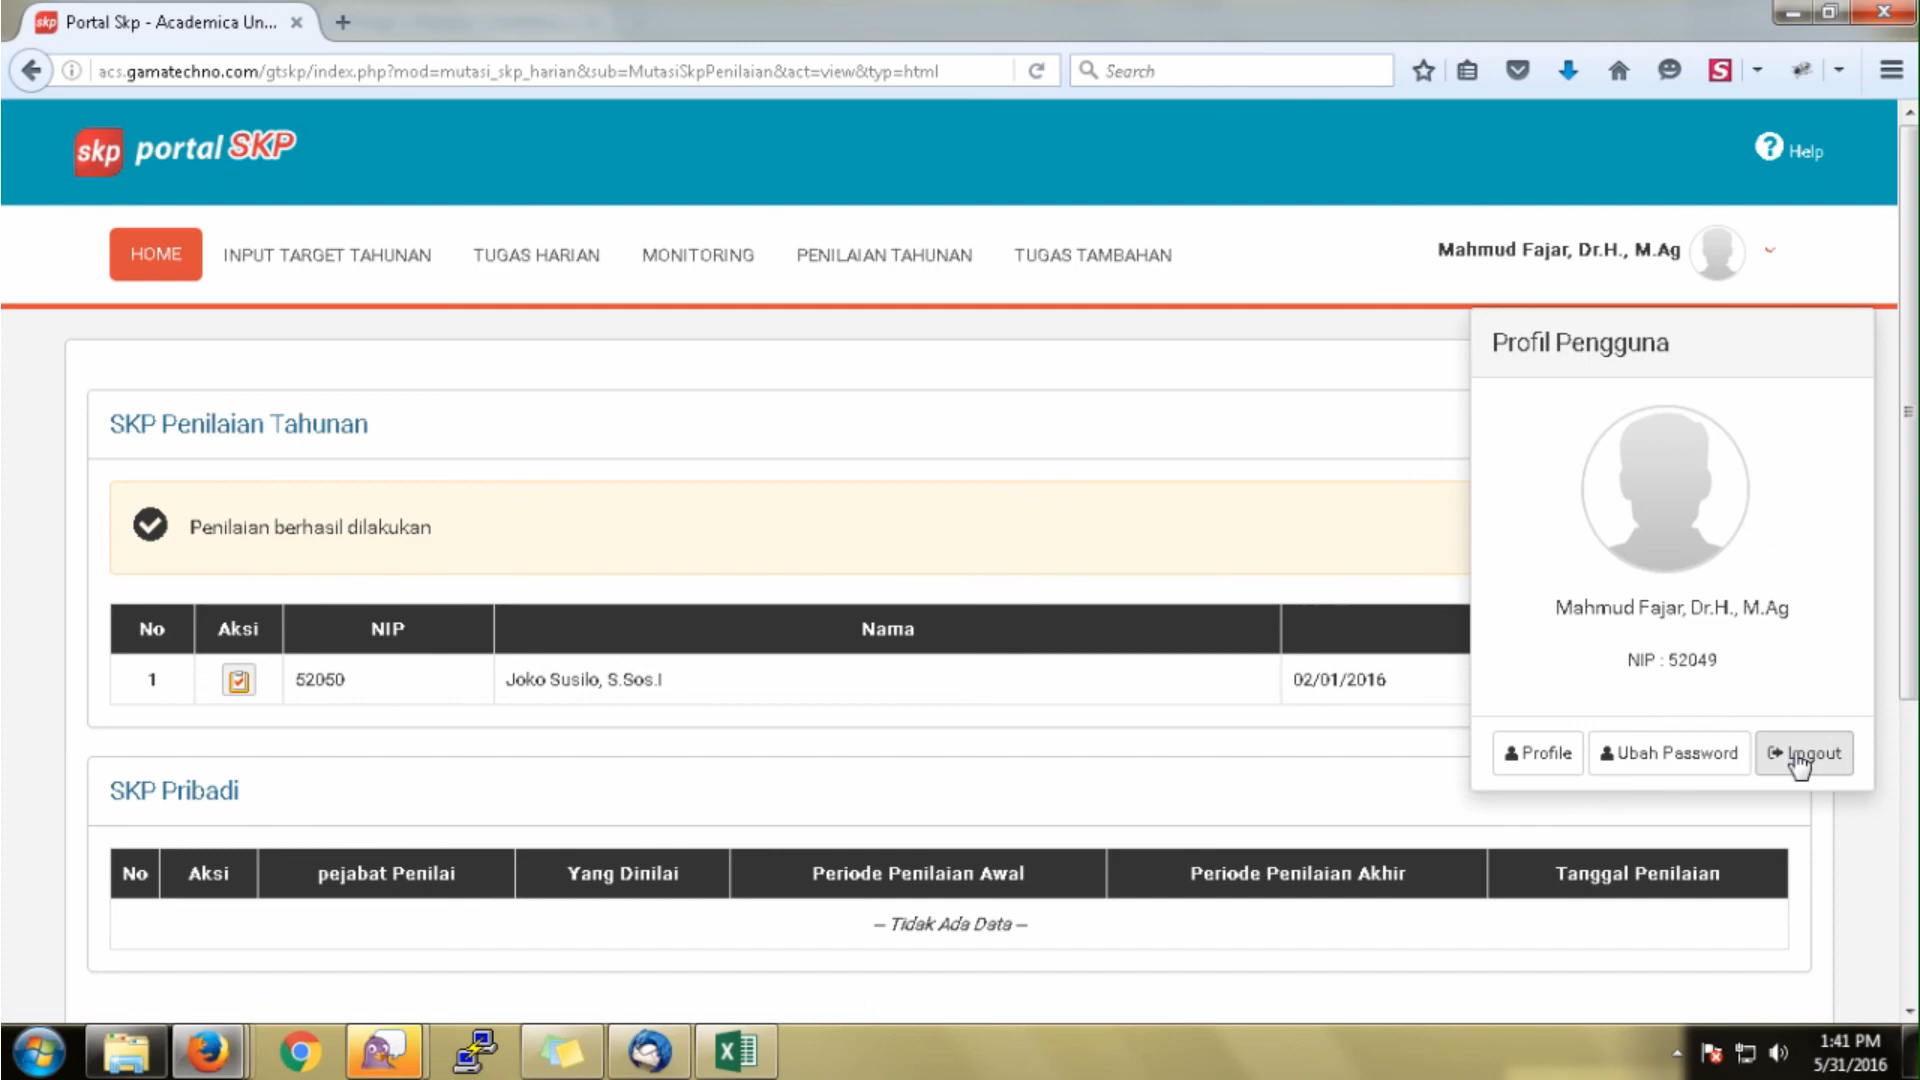 skp Portal Skp - Academica Un...
acs.gamatechno.com/gtskp/index.php?mod=mutasi_skp_harian&sub=MutasiSkpPenilaian&act=view&typ=html
Search
S
skp portal SKP
? Help
HOME
INPUT TARGET TAHUNAN
TUGAS HARIAN
MONITORING
PENILAIAN TAHUNAN
TUGAS TAMBAHAN
Mahmud Fajar, Dr.H., M.Ag
Profil Pengguna
Mahmud Fajar, Dr.H., M.Ag
NIP : 52049
Profile
Ubah Password
Logout
SKP Penilaian Tahunan
Penilaian berhasil dilakukan
No Aksi NIP Nama
1 52050 Joko Susilo, S.Sos.I 02/01/2016
SKP Pribadi
No Aksi pejabat Penilai Yang Dinilai Periode Penilaian Awal Periode Penilaian Akhir Tanggal Penilaian
-- Tidak Ada Data --
1:41 PM
5/31/2016